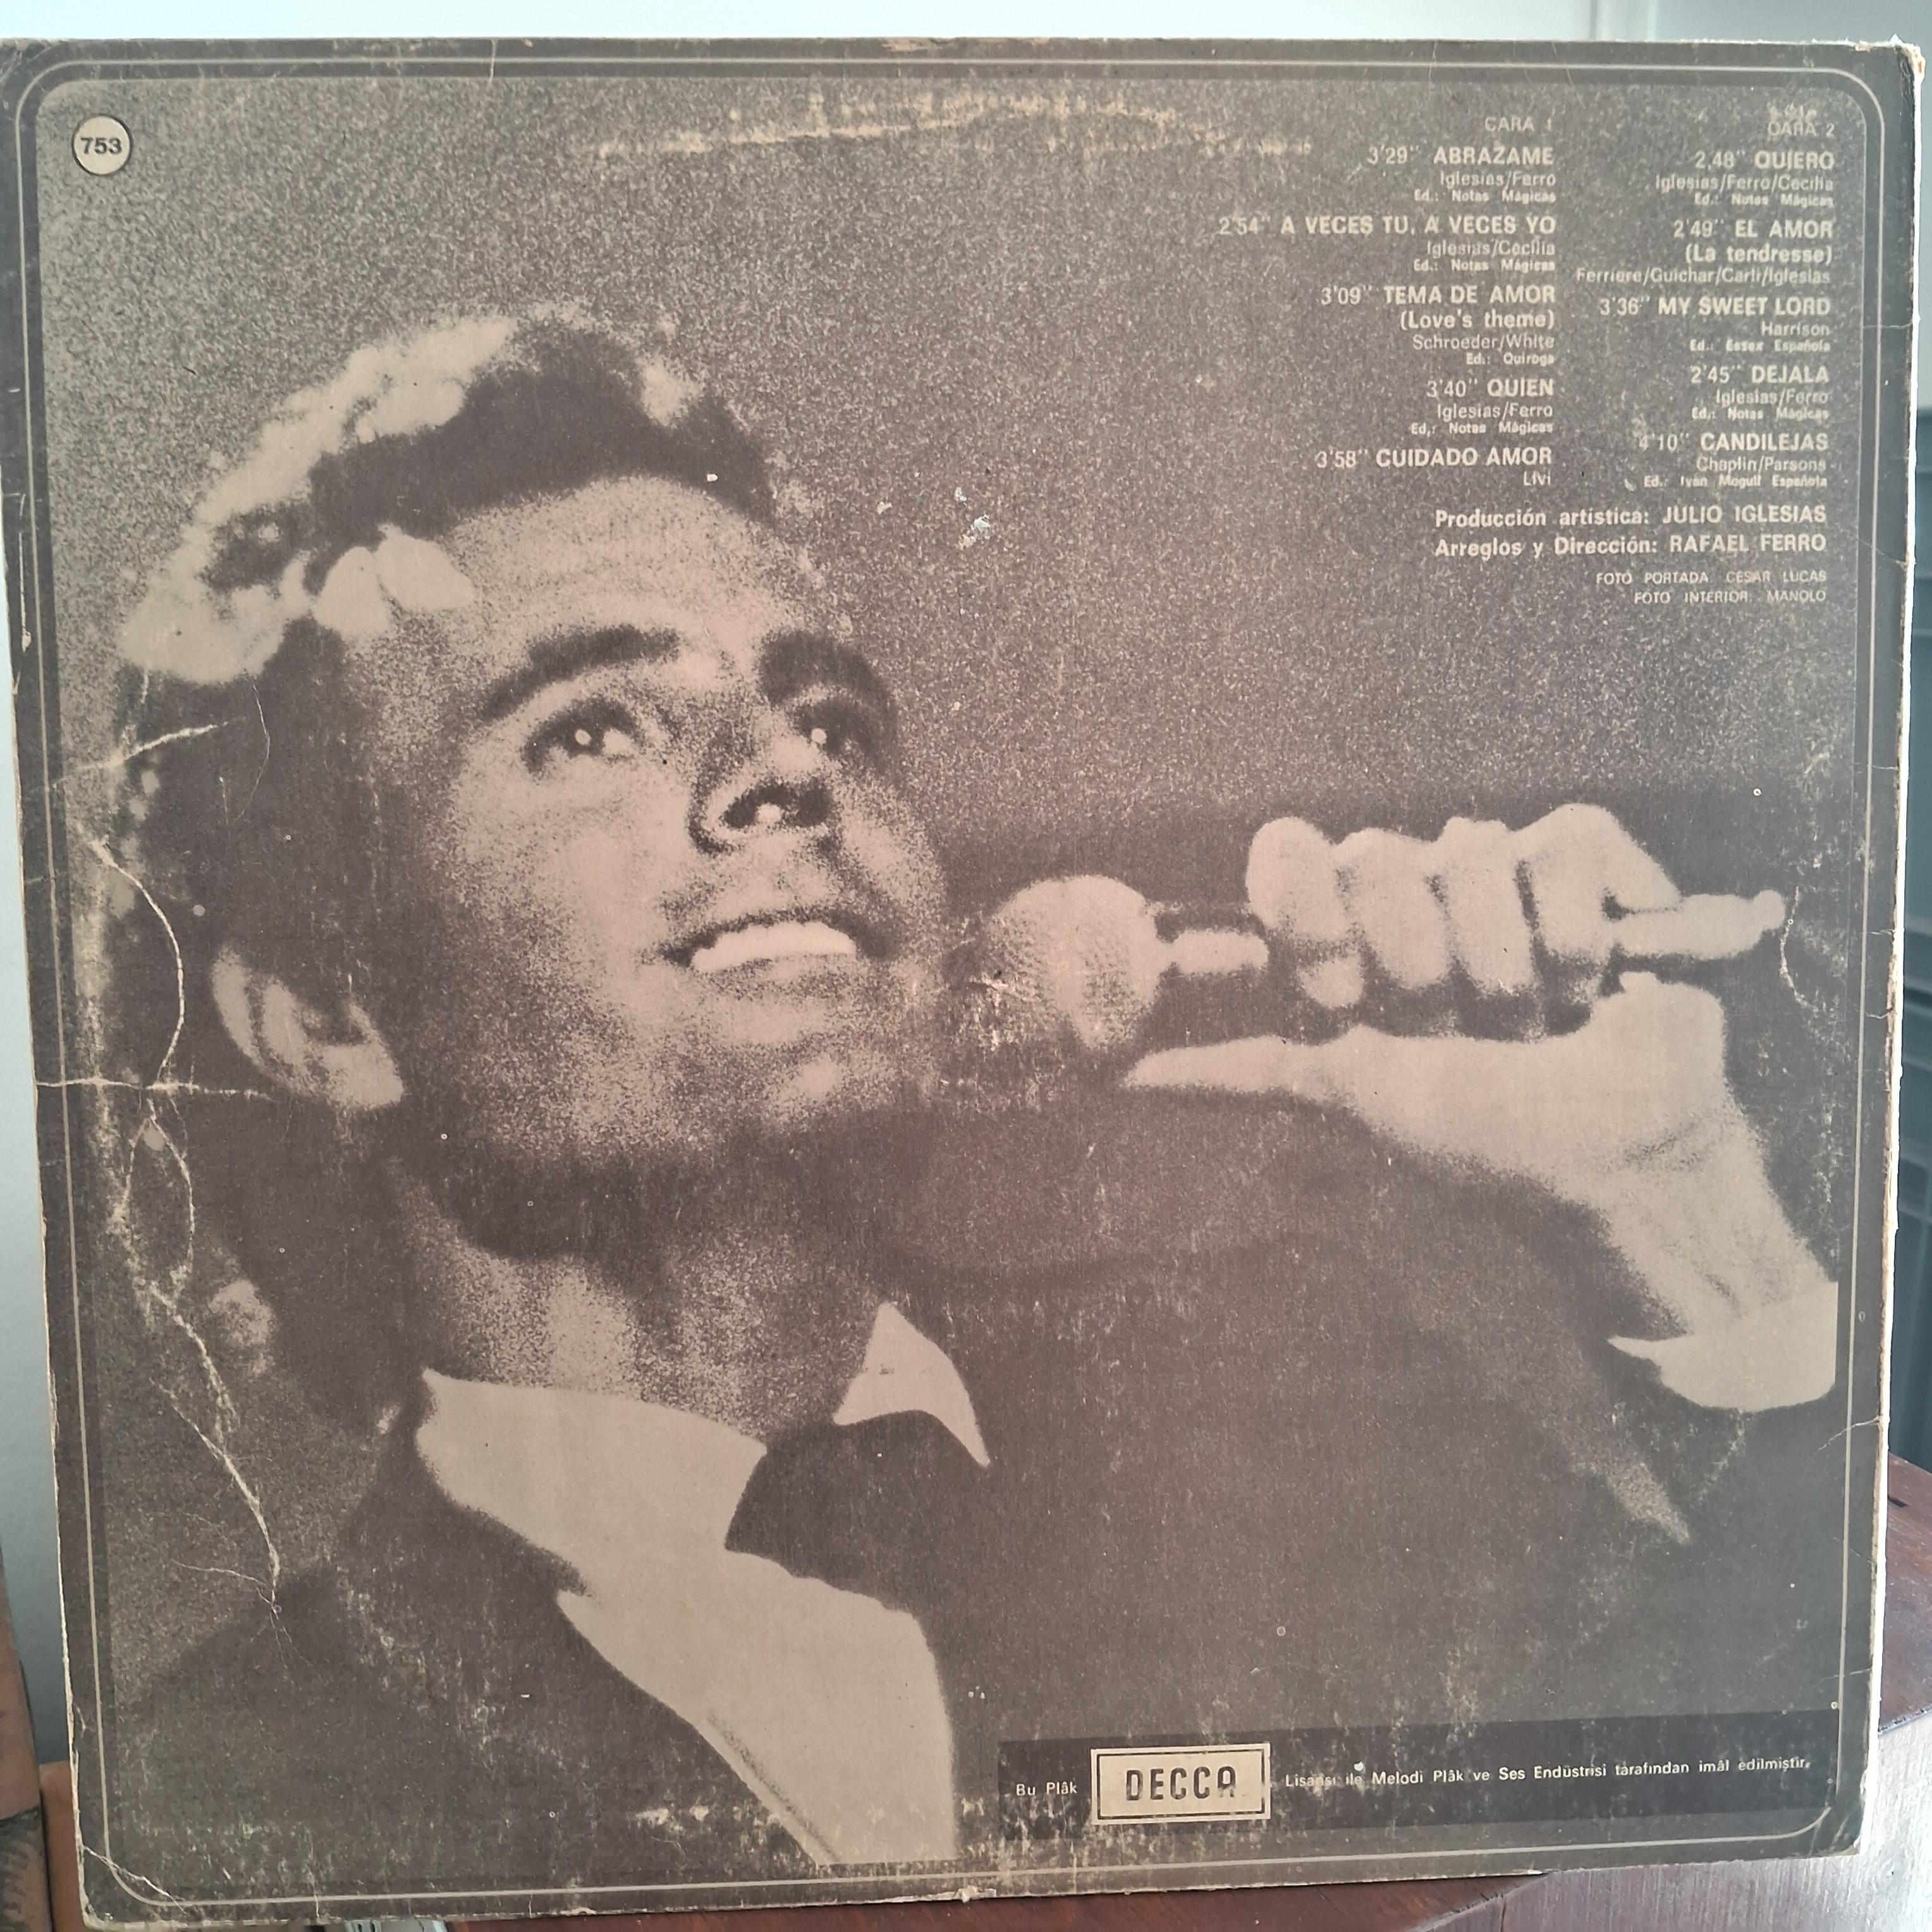 753
CARA 1
3'29" ABRAZAME
Iglesias/Ferro
Ed.: Notas Mágicas
2'54" A VECES TU, A VECES YO
Iglesias/Cecilia
Ed.: Notas Mágicas
3'09" TEMA DE AMOR
(Love's theme)
Schroeder/White
Ed.: Quiroga
3'40" QUIEN
Iglesias/Ferro
Ed.: Notas Mágicas
3'58" CUIDADO AMOR
Livi
CARA 2
2,48" QUIERO
Iglesias/Ferro/Cecilia
Ed.: Notas Mágicas
2'49" EL AMOR
(La tendresse)
Ferriere/Guichar/Carli/Iglesias
3'36" MY SWEET LORD
Harrison
Ed.: Essex Española
2'45" DEJALA
Iglesias/Ferro
Ed.: Notas Mágicas
4'10" CANDILEJAS
Chaplin/Parsons
Ed.: Ivan Mogull Española
Producción artística: JULIO IGLESIAS
Arreglos y Dirección: RAFAEL FERRO
FOTO PORTADA: CESAR LUCAS
FOTO INTERIOR: MANOLO
Bu Plâk DECCA Lisansı ile Melodi Plâk ve Ses Endüstrisi tarafından imâl edilmiştir.